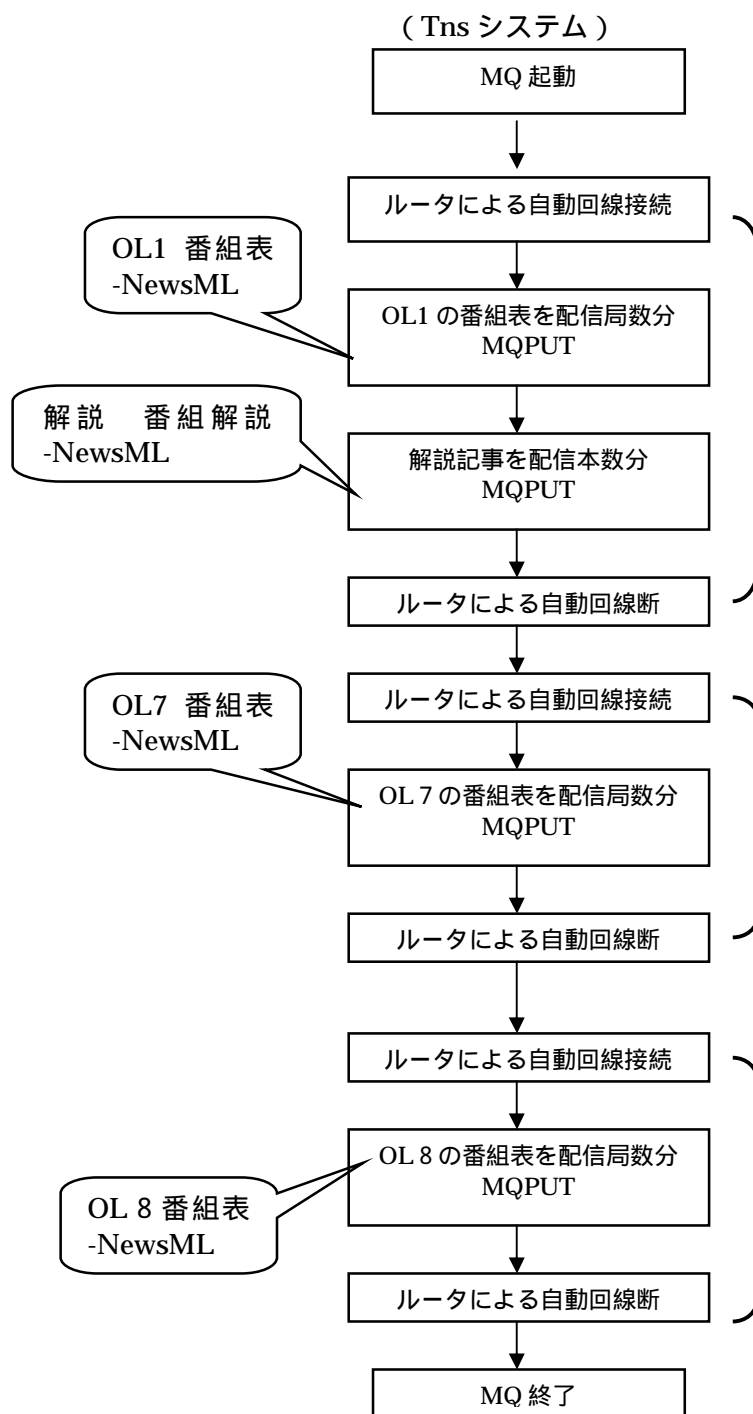 ( Tns システム )
MQ 起動
ルータによる自動回線接続
OL1 番組表
-NewsML
OL1 の番組表を配信局数分
MQPUT
解説 番組解説
-NewsML
解説記事を配信本数分
MQPUT
ルータによる自動回線断
ルータによる自動回線接続
OL7 番組表
-NewsML
OL７の番組表を配信局数分
MQPUT
ルータによる自動回線断
ルータによる自動回線接続
OL８の番組表を配信局数分
MQPUT
OL８番組表
-NewsML
ルータによる自動回線断
MQ 終了